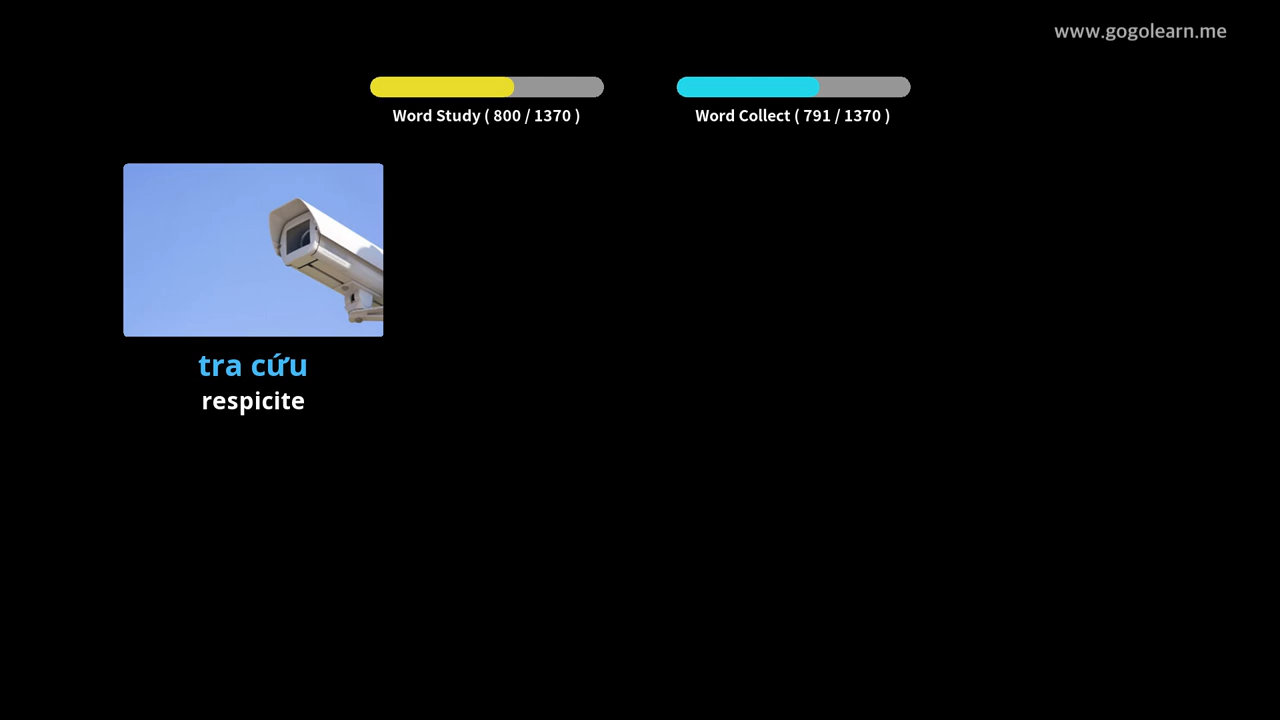 www.gogolearn.me
Word Study ( 800 / 1370 )
Word Collect ( 791 / 1370 )
tra cứu
respicite